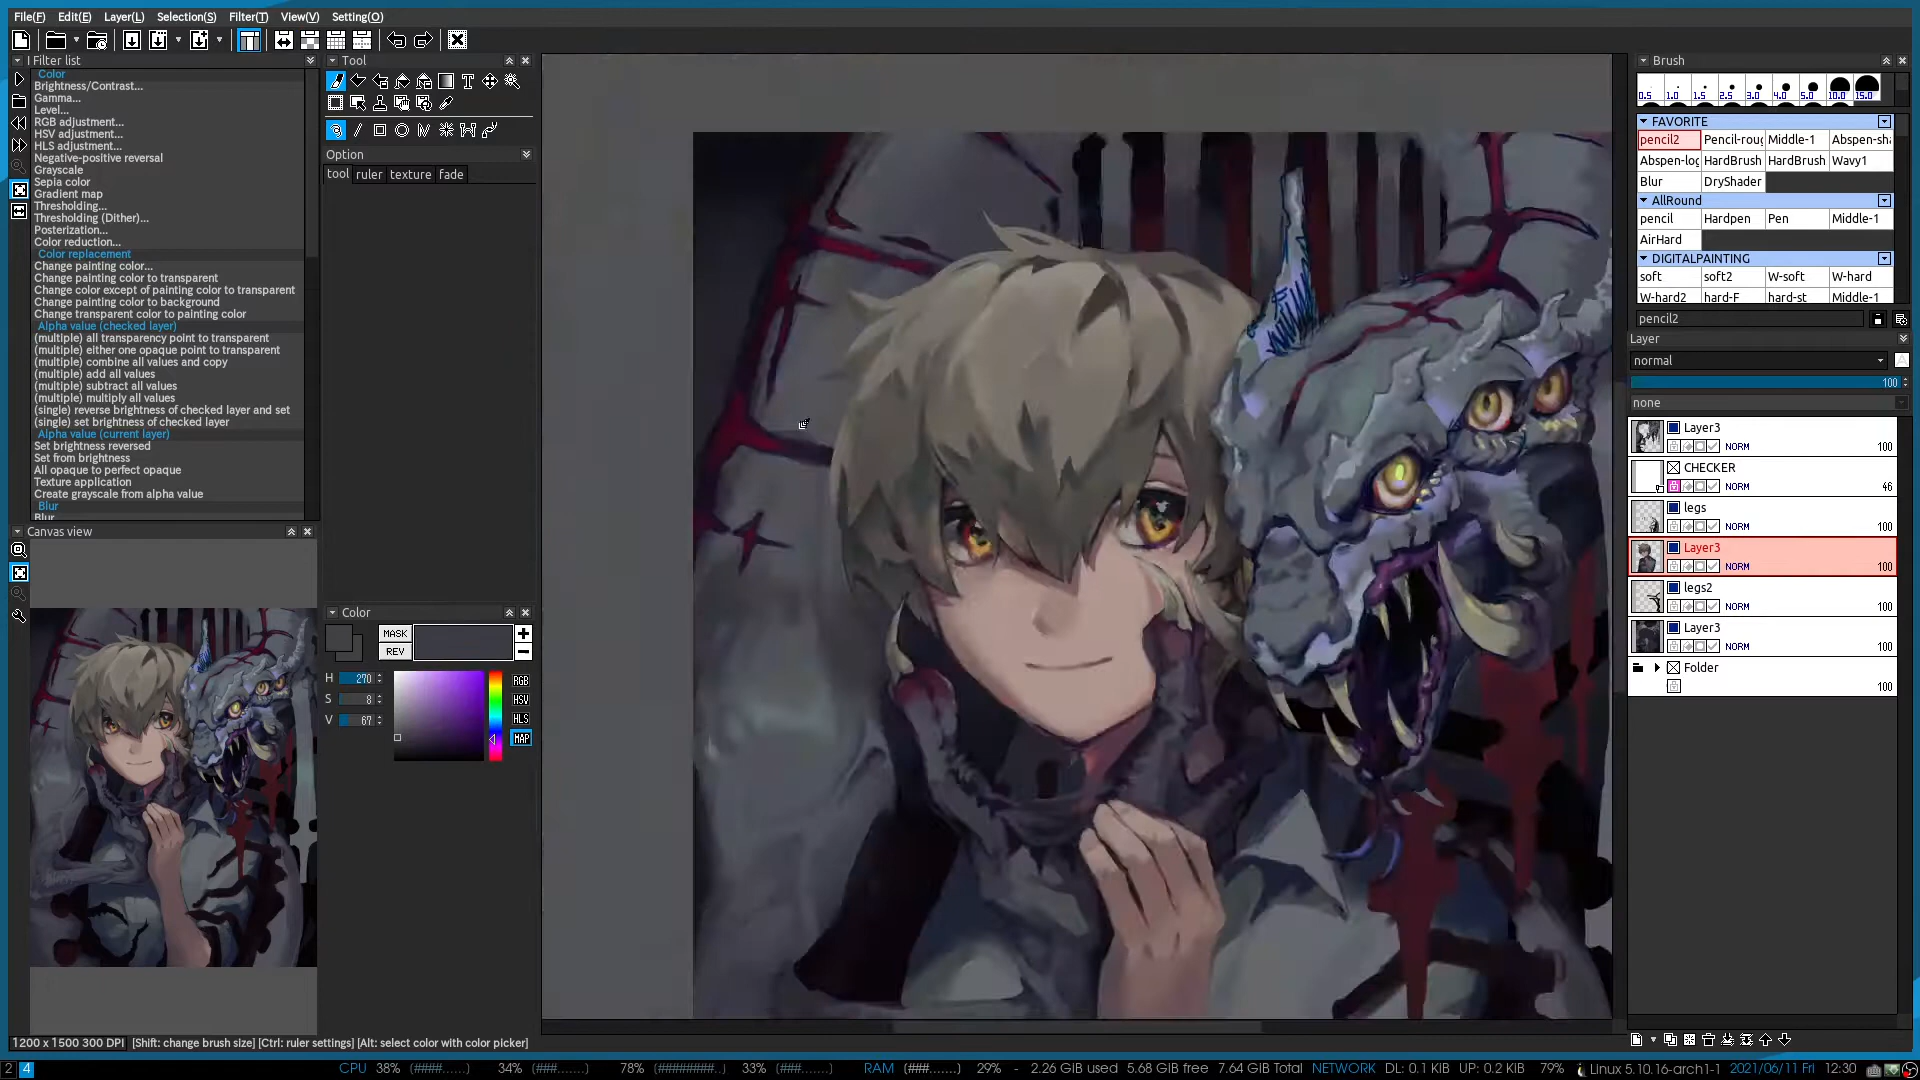 File(F) Edit(E) Layer(L) Selection(S) Filter(T) View(V) Setting(O)
Filter list
Color
Brightness/Contrast...
Gamma...
Level...
RGB adjustment...
HSV adjustment...
HLS adjustment...
Negative-positive reversal
Grayscale
Sepia color
Gradient map
Thresholding...
Thresholding (Dither)...
Posterization...
Color reduction...
Color replacement
Change painting color...
Change painting color to transparent
Change color except of painting color to transparent
Change painting color to background
Change transparent color to painting color
Alpha value (checked layer)
(multiple) all transparency point to transparent
(multiple) either one opaque point to transparent
(multiple) combine all values and copy
(multiple) add all values
(multiple) subtract all values
(multiple) multiply all values
(single) reverse brightness of checked layer and set
(single) set brightness of checked layer
Alpha value (current layer)
Set brightness reversed
Set from brightness
All opaque to perfect opaque
Texture application
Create grayscale from alpha value
Blur
Blur
Canvas view
Tool
Option
tool ruler texture fade
Color
MASK
REV
H 270
S 8
V 67
RGB
HSV
HLS
MAP
Brush
0.5 1.0 1.5 2.5 3.0 4.0 5.0 10.0 15.0
FAVORITE
pencil2 Pencil-roug Middle-1 Abspen-sha
Abspen-log HardBrush HardBrush Wavy1
Blur DryShader
AllRound
pencil Hardpen Pen Middle-1
AirHard
DIGITALPAINTING
soft soft2 W-soft W-hard
W-hard2 hard-F hard-st Middle-1
pencil2
Layer
normal
100
none
Layer3
NORM 100
CHECKER
NORM 46
legs
NORM 100
Layer3
NORM 100
legs2
NORM 100
Layer3
NORM 100
Folder
100
1200 x 1500 300 DPI [Shift: change brush size] [Ctrl: ruler settings] [Alt: select color with color picker]
2 4 CPU 38% [####......] 34% [###.......] 78% [########..] 33% [###.......] RAM [###.......] 29% - 2.26 GiB used 5.68 GiB free 7.64 GiB Total NETWORK DL: 0.1 KiB UP: 0.2 KiB 79% Linux 5.10.16-arch1-1 2021/06/11 Fri 12:30